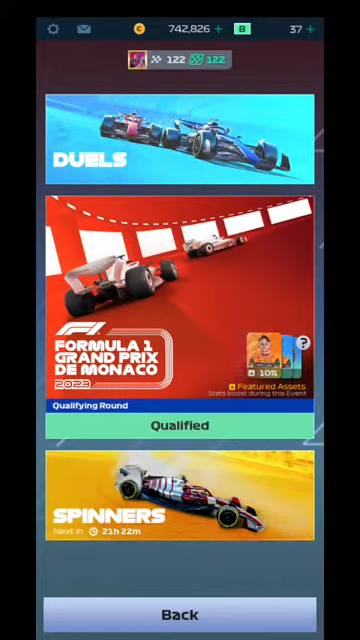 C 742,826 + B 37 +
122 122
DUELS
F1
FORMULA 1
GRAND PRIX
DE MONACO
2023
?
10%
Featured Assets
Stats boost during this Event
Qualifying Round
Qualified
SPINNERS
Next in 21h 22m
Back